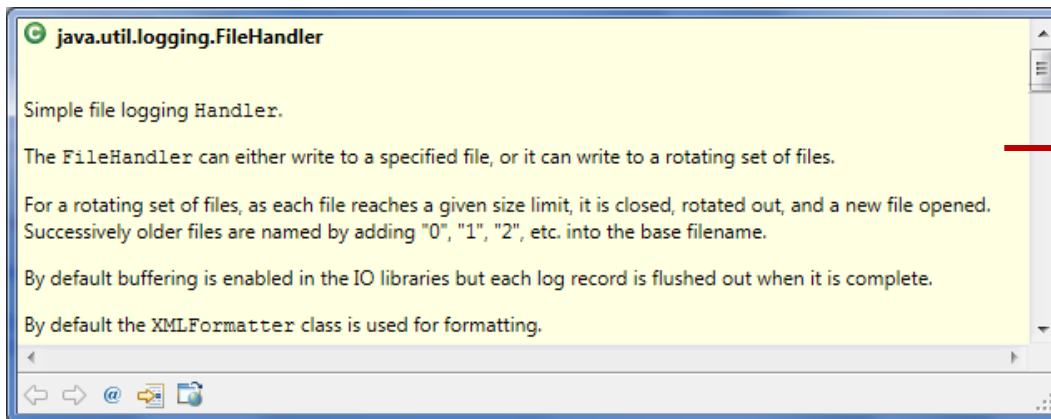 java.util.logging.FileHandler
Simple file logging Handler.
The FileHandler can either write to a specified file, or it can write to a rotating set of files.
For a rotating set of files, as each file reaches a given size limit, it is closed, rotated out, and a new file opened.
Successively older files are named by adding "0", "1", "2", etc. into the base filename.
By default buffering is enabled in the IO libraries but each log record is flushed out when it is complete.
By default the XMLFormatter class is used for formatting.